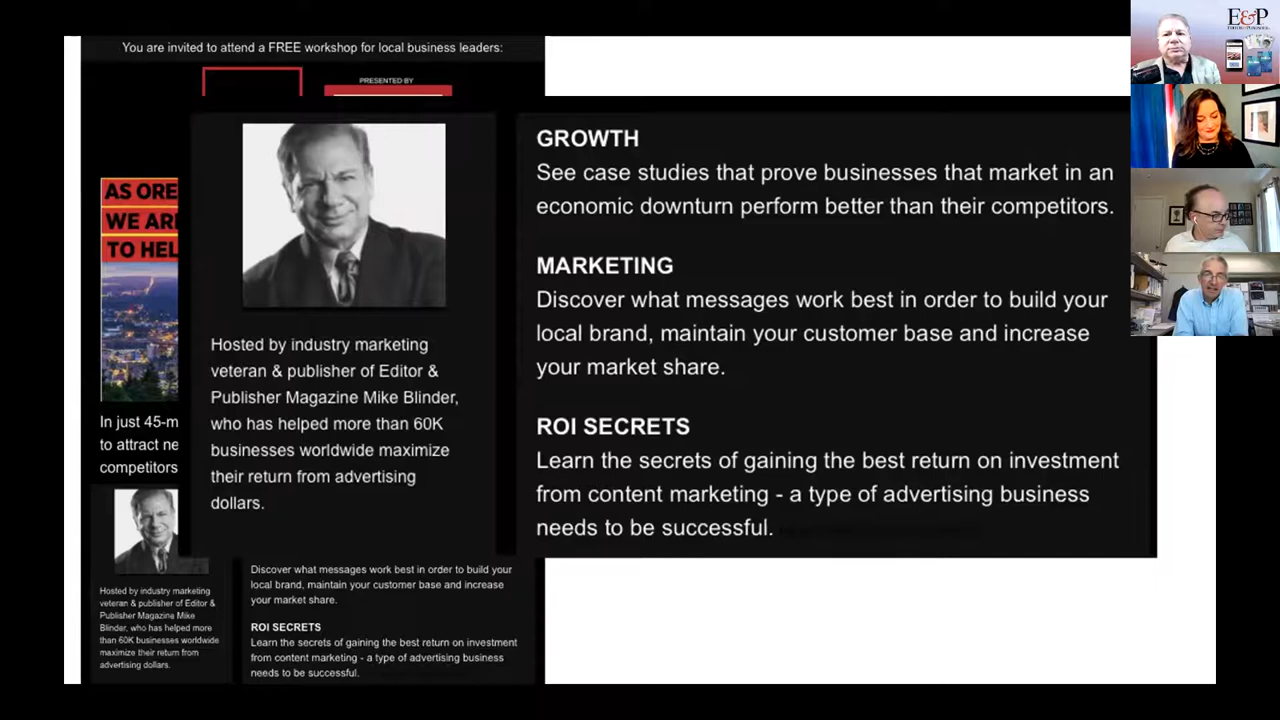 You are invited to attend a FREE workshop for local business leaders:
PRESENTED BY
E&P
AS ORE
WE ARE
TO HEL
In just 45-m
to attract ne
competitors
Hosted by industry marketing
veteran & publisher of Editor &
Publisher Magazine Mike Blinder,
who has helped more than 60K
businesses worldwide maximize
their return from advertising
dollars.
GROWTH
See case studies that prove businesses that market in an
economic downturn perform better than their competitors.
MARKETING
Discover what messages work best in order to build your
local brand, maintain your customer base and increase
your market share.
ROI SECRETS
Learn the secrets of gaining the best return on investment
from content marketing - a type of advertising business
needs to be successful.
Hosted by industry marketing
veteran & publisher of Editor &
Publisher Magazine Mike
Blinder, who has helped more
than 60K businesses worldwide
maximize their return from
advertising dollars.
Discover what messages work best in order to build your
local brand, maintain your customer base and increase
your market share.
ROI SECRETS
Learn the secrets of gaining the best return on investment
from content marketing - a type of advertising business
needs to be successful.